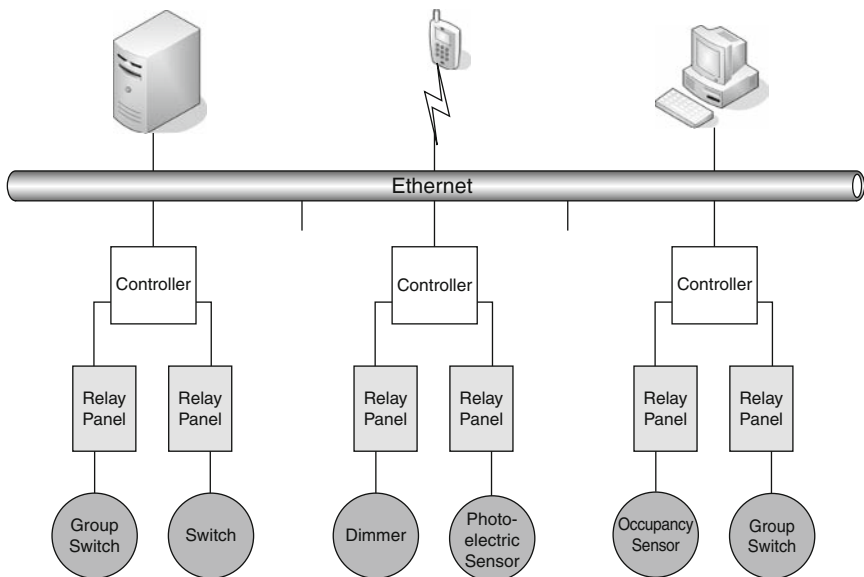 Ethernet
Controller
Controller
Controller
Relay
Panel
Relay
Panel
Relay
Panel
Relay
Panel
Relay
Panel
Relay
Panel
Group
Switch
Switch
Dimmer
Photo-
electric
Sensor
Occupancy
Sensor
Group
Switch